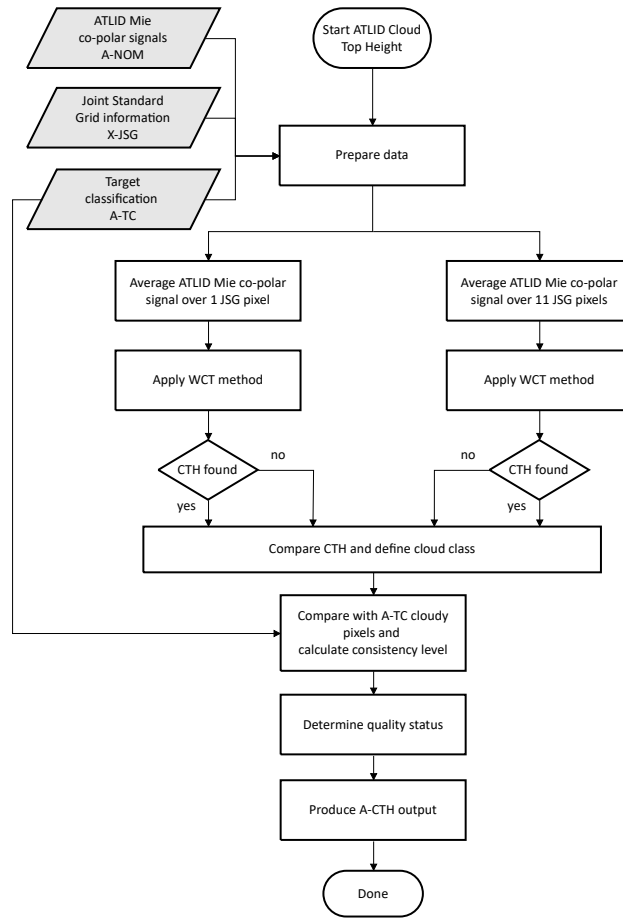 ATLID Mie
co-polar signals
A-NOM
Start ATLID Cloud
Top Height
Joint Standard
Grid information
X-JSG
Prepare data
Target
classification
A-TC
Average ATLID Mie co-polar
signal over 1 JSG pixel
Average ATLID Mie co-polar
signal over 11 JSG pixels
Apply WCT method
Apply WCT method
CTH found
no
yes
no
CTH found
yes
Compare CTH and define cloud class
Compare with A-TC cloudy
pixels and
calculate consistency level
Determine quality status
Produce A-CTH output
Done